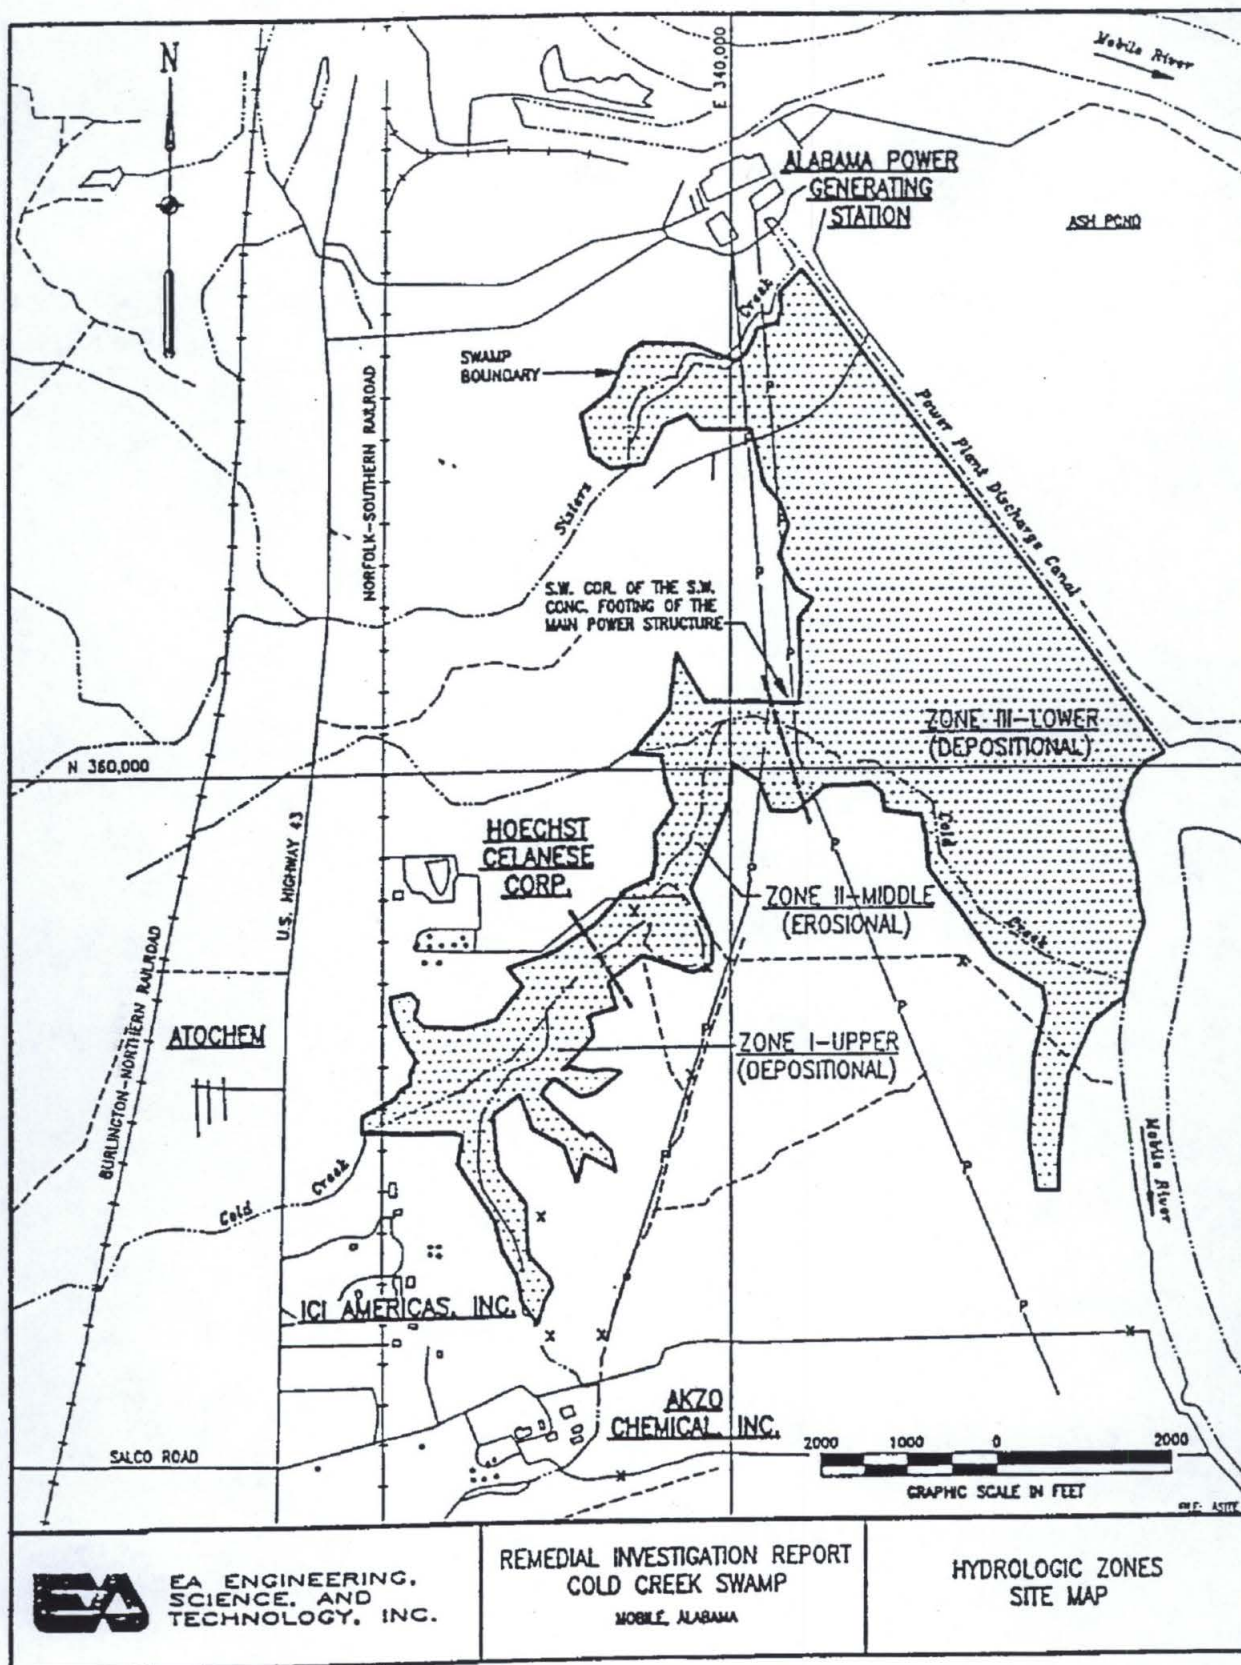 Mobile River
N
E 340,000
ALABAMA POWER
GENERATING
STATION
ASH POND
Creek
SWAMP
BOUNDARY
NORFOLK-SOUTHERN RAILROAD
Power Plant Discharge Canal
Sisters
S.W. COR. OF THE S.W.
CONC. FOOTING OF THE
MAIN POWER STRUCTURE
ZONE III-LOWER
(DEPOSITIONAL)
N 360,000
U.S. HIGHWAY 43
HOECHST
CELANESE
CORP.
Cold
Creek
ZONE II-MIDDLE
(EROSIONAL)
BURLINGTON-NORTHERN RAILROAD
ATOCHEM
ZONE I-UPPER
(DEPOSITIONAL)
Mobile River
Cold Creek
ICI AMERICAS, INC.
AKZO
CHEMICAL, INC.
SALCO ROAD
2000 1000 0 2000
GRAPHIC SCALE IN FEET
EA
EA ENGINEERING,
SCIENCE, AND
TECHNOLOGY, INC.
REMEDIAL INVESTIGATION REPORT
COLD CREEK SWAMP
MOBILE, ALABAMA
HYDROLOGIC ZONES
SITE MAP